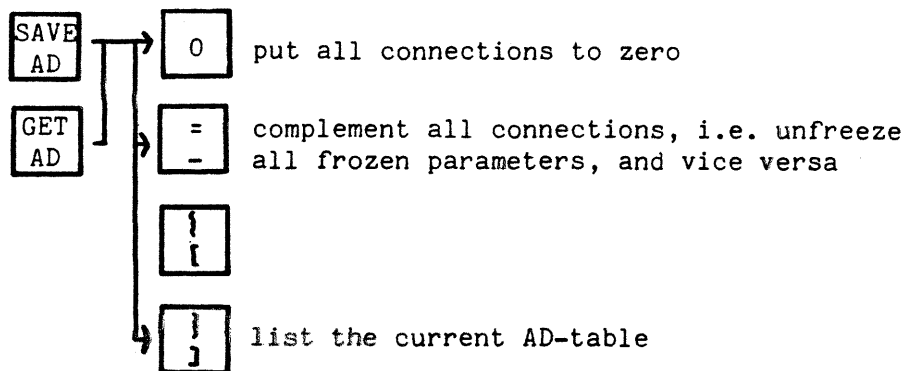 SAVE
AD
0
put all connections to zero
GET
AD
=
-
complement all connections, i.e. unfreeze
all frozen parameters, and vice versa
{
[
}
]
list the current AD-table